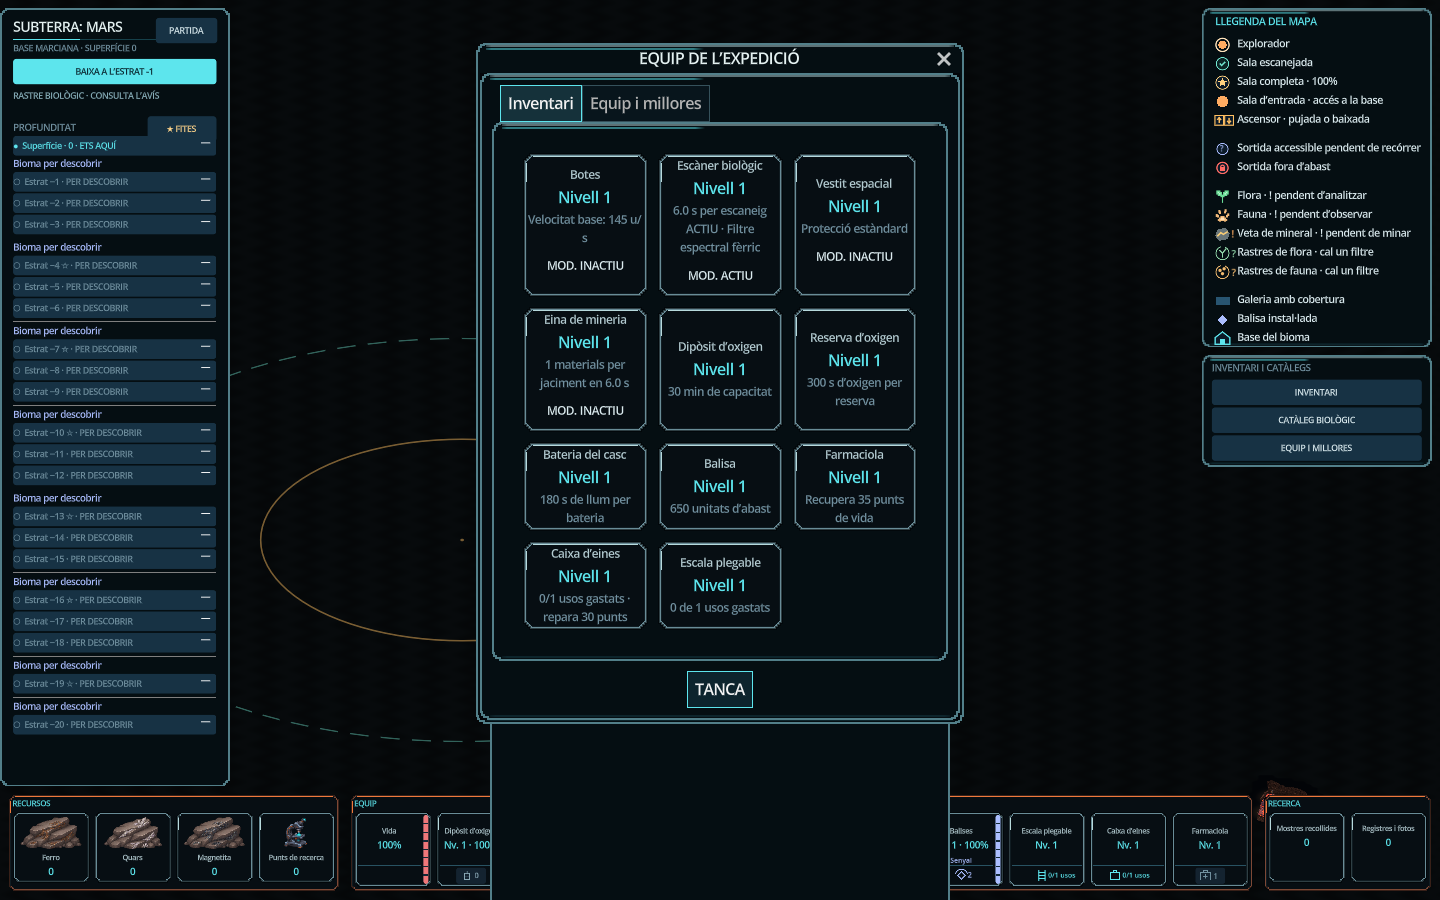 SUBTERRA: MARS
PARTIDA
BASE MARCIANA · SUPERFÍCIE 0
BAIXA A L'ESTRAT -1
RASTRE BIOLÒGIC · CONSULTA L'AVÍS
PROFUNDITAT
★ FITES
Superfície · 0 · ETS AQUÍ
Bioma per descobrir
Estrat −1 · PER DESCOBRIR
Estrat −2 · PER DESCOBRIR
Estrat −3 · PER DESCOBRIR
Bioma per descobrir
Estrat −4 ☆ · PER DESCOBRIR
Estrat −5 · PER DESCOBRIR
Estrat −6 · PER DESCOBRIR
Bioma per descobrir
Estrat −7 ☆ · PER DESCOBRIR
Estrat −8 · PER DESCOBRIR
Estrat −9 · PER DESCOBRIR
Bioma per descobrir
Estrat −10 ☆ · PER DESCOBRIR
Estrat −11 · PER DESCOBRIR
Estrat −12 · PER DESCOBRIR
Bioma per descobrir
Estrat −13 ☆ · PER DESCOBRIR
Estrat −14 · PER DESCOBRIR
Estrat −15 · PER DESCOBRIR
Bioma per descobrir
Estrat −16 ☆ · PER DESCOBRIR
Estrat −17 · PER DESCOBRIR
Estrat −18 · PER DESCOBRIR
Bioma per descobrir
Estrat −19 ☆ · PER DESCOBRIR
Bioma per descobrir
Estrat −20 · PER DESCOBRIR
EQUIP DE L'EXPEDICIÓ
Inventari
Equip i millores
Botes
Nivell 1
Velocitat base: 145 u/
s
MOD. INACTIU
Escàner biològic
Nivell 1
6.0 s per escaneig
ACTIU · Filtre
espectral fèrric
MOD. ACTIU
Vestit espacial
Nivell 1
Protecció estàndard
MOD. INACTIU
Eina de mineria
Nivell 1
1 materials per
jaciment en 6.0 s
MOD. INACTIU
Dipòsit d'oxigen
Nivell 1
30 min de capacitat
Reserva d'oxigen
Nivell 1
300 s d'oxigen per
reserva
Bateria del casc
Nivell 1
180 s de llum per
bateria
Balisa
Nivell 1
650 unitats d'abast
Farmaciola
Nivell 1
Recupera 35 punts
de vida
Caixa d'eines
Nivell 1
0/1 usos gastats ·
repara 30 punts
Escala plegable
Nivell 1
0 de 1 usos gastats
TANCA
LLEGENDA DEL MAPA
Explorador
Sala escanejada
Sala completa · 100%
Sala d'entrada · accés a la base
Ascensor · pujada o baixada
Sortida accessible pendent de recórrer
Sortida fora d'abast
Flora · ! pendent d'analitzar
Fauna · ! pendent d'observar
! Veta de mineral · ! pendent de minar
? Rastres de flora · cal un filtre
? Rastres de fauna · cal un filtre
Galeria amb cobertura
Balisa instal·lada
Base del bioma
INVENTARI I CATÀLEGS
INVENTARI
CATÀLEG BIOLÒGIC
EQUIP I MILLORES
RECURSOS
Ferro
0
Quars
0
Magnetita
0
Punts de recerca
0
EQUIP
Vida
100%
Dipòsit d'oxige
Nv. 1 · 100
0
Balises
1 · 100%
Senyal
2
Escala plegable
Nv. 1
0/1 usos
Caixa d'eines
Nv. 1
0/1 usos
Farmaciola
Nv. 1
1
RECERCA
Mostres recollides
0
Registres i fotos
0